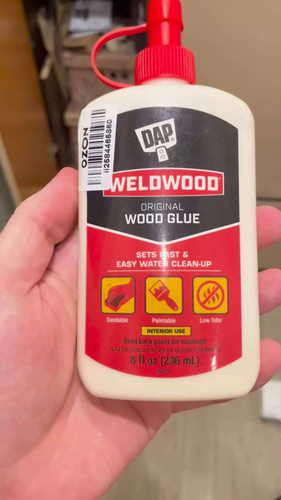 DAP
WELDWOOD
ORIGINAL
WOOD GLUE
SETS FAST &
EASY WATER CLEAN-UP
Sandable
Paintable
Low Odor
INTERIOR USE
Read back panel for cautions!
8 fl oz (236 mL)
OZON